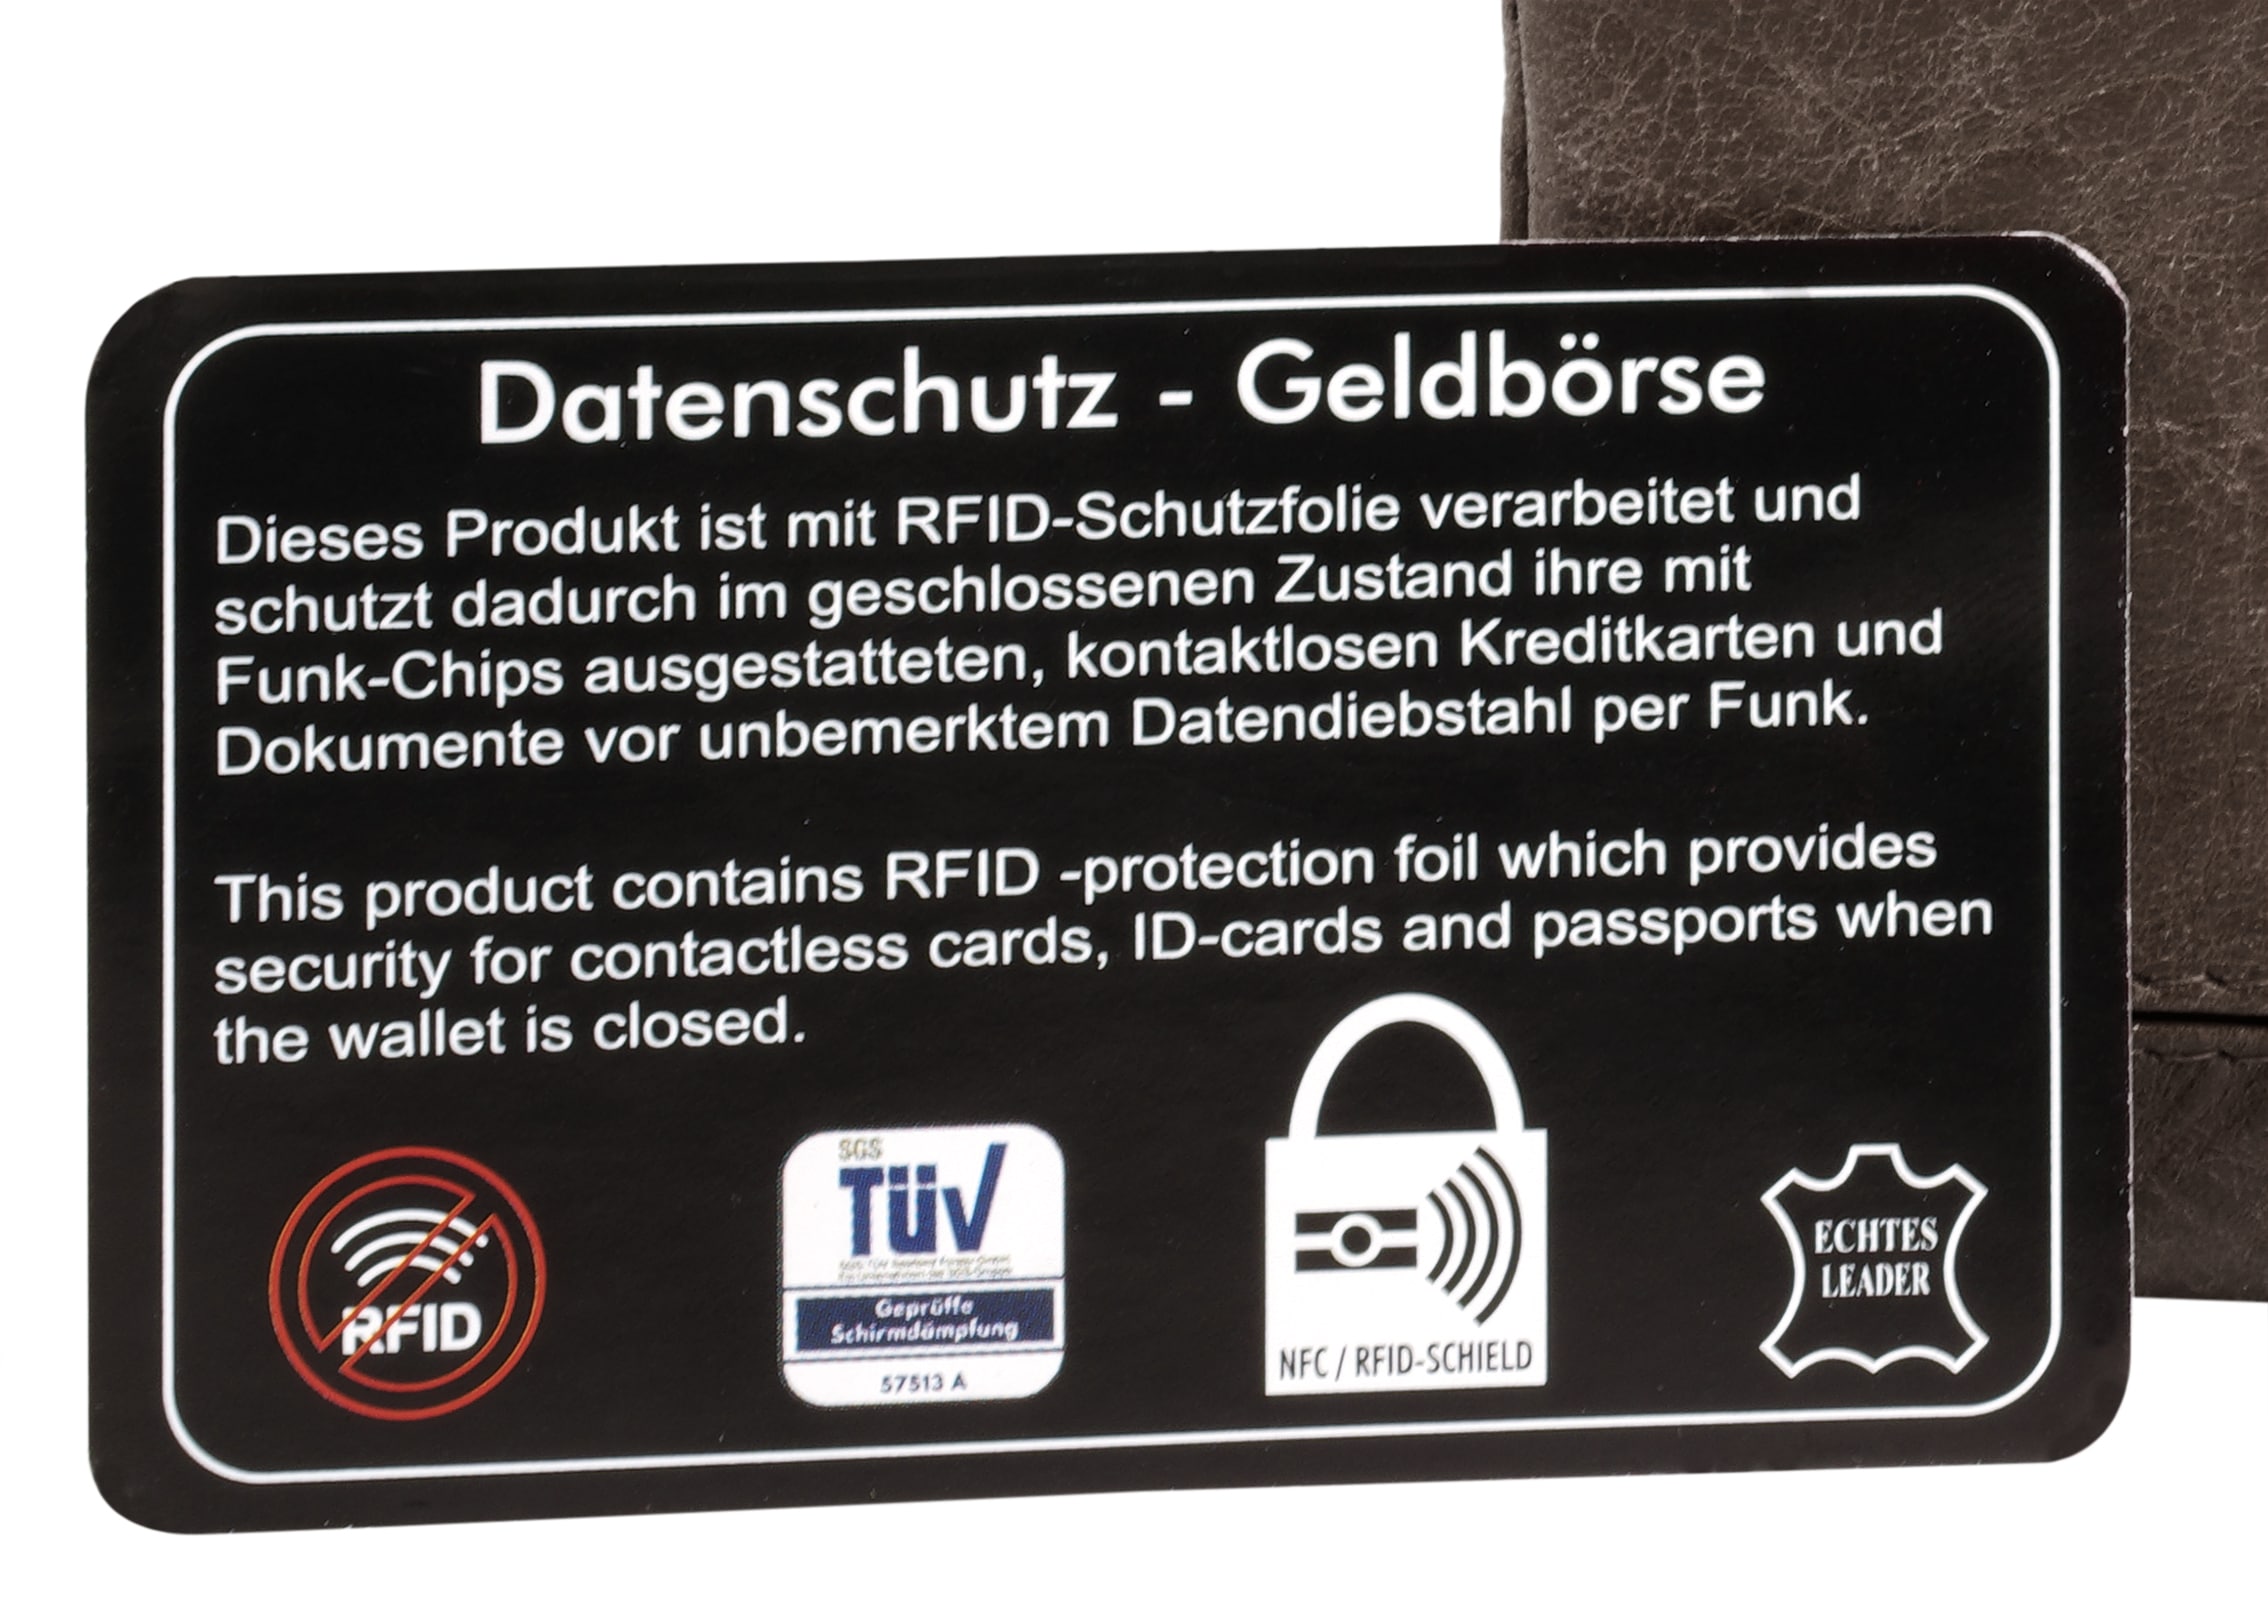 Datenschutz - Geldbörse
Dieses Produkt ist mit RFID-Schutzfolie verarbeitet und
schutzt dadurch im geschlossenen Zustand ihre mit
Funk-Chips ausgestatteten, kontaktlosen Kreditkarten und
Dokumente vor unbemerktem Datendiebstahl per Funk.
This product contains RFID -protection foil which provides
security for contactless cards, ID-cards and passports when
the wallet is closed.
RFID
SGS
TÜV
Geprüfte
Schirmdämpfung
57513 A
NFC / RFID-SCHIELD
ECHTES
LEADER